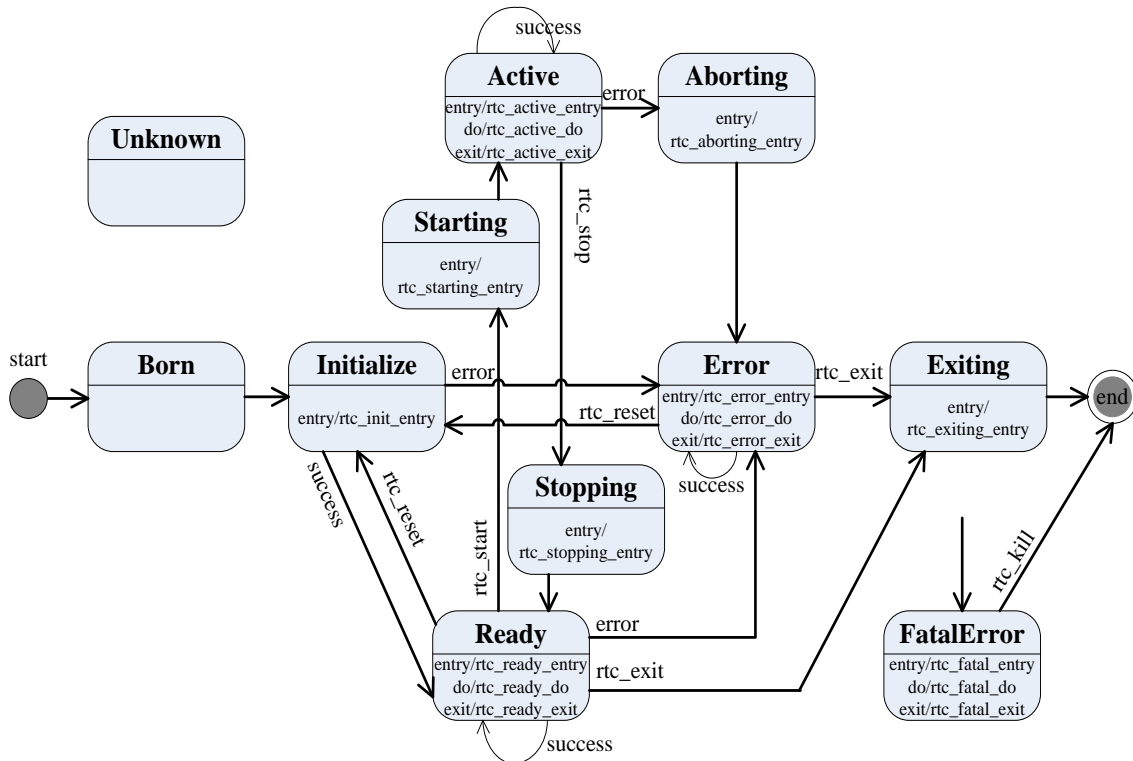 success
Active
entry/rtc_active_entry
do/rtc_active_do
exit/rtc_active_exit
error
Aborting
entry/
rtc_aborting_entry
Unknown
Starting
entry/
rtc_starting_entry
rtc_stop
start
Born
Initialize
entry/rtc_init_entry
error
rtc_reset
Error
entry/rtc_error_entry
do/rtc_error_do
exit/rtc_error_exit
success
rtc_exit
Exiting
entry/
rtc_exiting_entry
end
success
rtc_reset
rtc_start
Stopping
entry/
rtc_stopping_entry
Ready
entry/rtc_ready_entry
do/rtc_ready_do
exit/rtc_ready_exit
success
error
rtc_exit
rtc_kill
FatalError
entry/rtc_fatal_entry
do/rtc_fatal_do
exit/rtc_fatal_exit